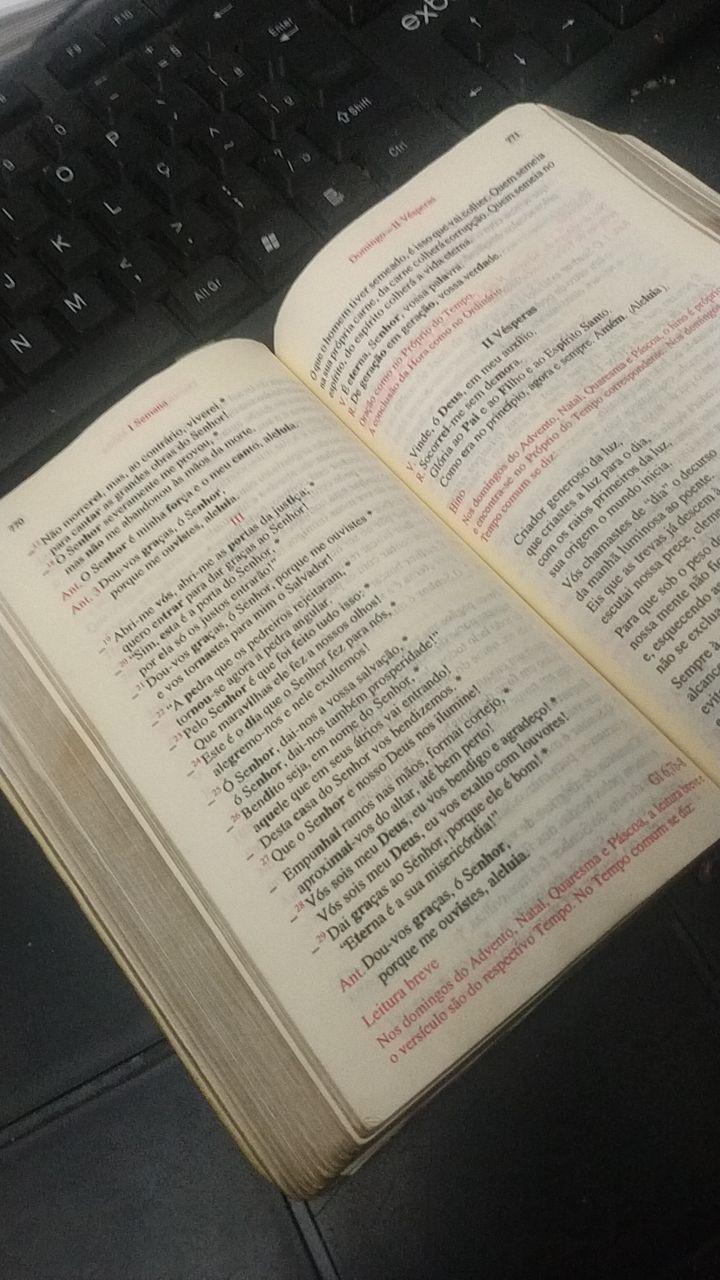 F9
F10
Enter
exb
P
O
Ç
L
K
J
Shift
Ctrl
Alt Gr
M
N
770
I Semana
—¹⁷ Não morrerei, mas, ao contrário, viverei *
para cantar as grandes obras do Senhor!
—¹⁸ O Senhor severamente me provou, *
mas não me abandonou às mãos da morte.
Ant. O Senhor é minha força e o meu canto, aleluia.
Ant. 3 Dou-vos graças, ó Senhor,
porque me ouvistes, aleluia.
III
—¹⁹ Abri-me vós, abri-me as portas da justiça; *
quero entrar para dar graças ao Senhor!
—²⁰ "Sim, esta é a porta do Senhor, *
por ela só os justos entrarão!"
—²¹ Dou-vos graças, ó Senhor, porque me ouvistes *
e vos tornastes para mim o Salvador!
—²² "A pedra que os pedreiros rejeitaram, *
tornou-se agora a pedra angular.
—²³ Pelo Senhor é que foi feito tudo isso: *
Que maravilhas ele fez a nossos olhos!
—²⁴ Este é o dia que o Senhor fez para nós, *
alegremo-nos e nele exultemos!
—²⁵ Ó Senhor, dai-nos a vossa salvação, *
ó Senhor, dai-nos também prosperidade!"
—²⁶ Bendito seja, em nome do Senhor, *
aquele que em seus átrios vai entrando!
— Desta casa do Senhor vos bendizemos. *
—²⁷ Que o Senhor e nosso Deus nos ilumine!
— Empunhai ramos nas mãos, formai cortejo, *
aproximai-vos do altar, até bem perto!
—²⁸ Vós sois meu Deus, eu vos bendigo e agradeço! *
Vós sois meu Deus, eu vos exalto com louvores!
—²⁹ Dai graças ao Senhor, porque ele é bom! *
"Eterna é a sua misericórdia!"
Ant. Dou-vos graças, ó Senhor,
porque me ouvistes, aleluia.
Leitura breve
Gl 6,7b-8
Nos domingos do Advento, Natal, Quaresma e Páscoa, a leitura breve e
o versículo são do respectivo Tempo. No Tempo comum se diz:
Domingo – II Vésperas
771
O que o homem tiver semeado, é isso que vai colher. Quem semeia
na sua própria carne, da carne colherá corrupção. Quem semeia no
espírito, do espírito colherá a vida eterna.
V. É eterna, Senhor, vossa palavra.
R. De geração em geração, vossa verdade.
Oração como no Próprio do Tempo.
A conclusão da Hora como no Ordinário.
II Vésperas
V. Vinde, ó Deus, em meu auxílio.
R. Socorrei-me sem demora.
Glória ao Pai e ao Filho e ao Espírito Santo.
Como era no princípio, agora e sempre. Amém. (Aleluia).
Hino
Nos domingos do Advento, Natal, Quaresma e Páscoa, o hino é próprio
e encontra-se no Próprio do Tempo correspondente. Nos domingos
Tempo comum se diz:
Criador generoso da luz,
que criastes a luz para o dia,
com os raios primeiros da luz,
sua origem o mundo inicia.
Vós chamastes de "dia" o decurso
da manhã luminosa ao poente.
Eis que as trevas já descem
escutai nossa prece, clem
Para que sob o peso de
nossa mente não fi
e, esquecendo as
não se exclu
Sempre à
alcanc
evi